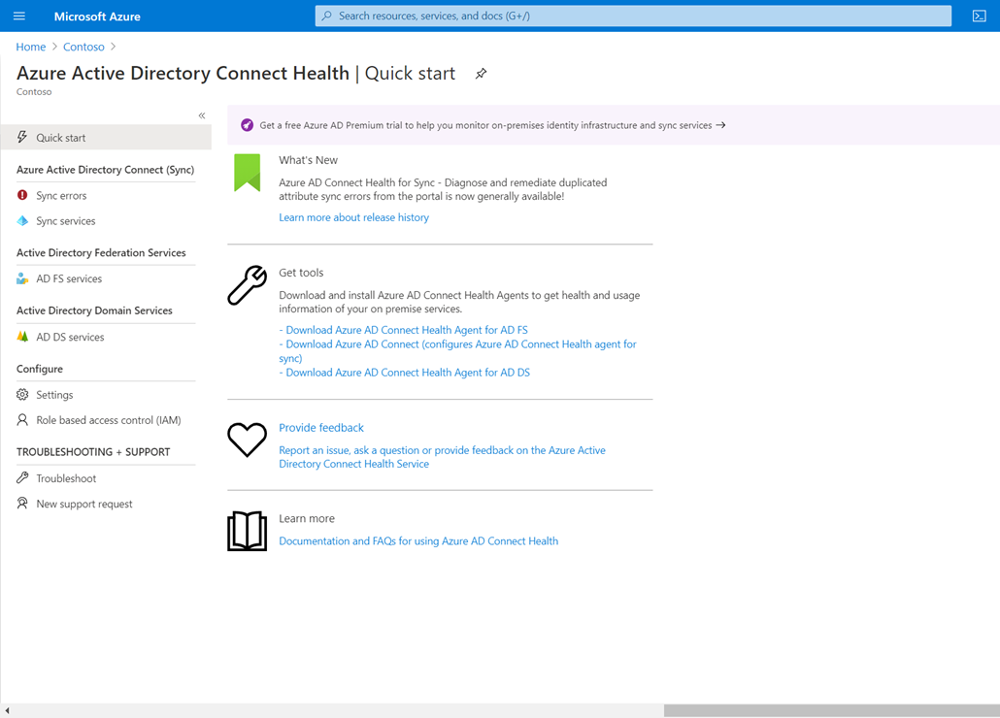 Microsoft Azure
Search resources, services, and docs (G+/)
Home > Contoso >
Azure Active Directory Connect Health | Quick start
Contoso
«
Quick start
Azure Active Directory Connect (Sync)
Sync errors
Sync services
Active Directory Federation Services
AD FS services
Active Directory Domain Services
AD DS services
Configure
Settings
Role based access control (IAM)
TROUBLESHOOTING + SUPPORT
Troubleshoot
New support request
Get a free Azure AD Premium trial to help you monitor on-premises identity infrastructure and sync services →
What's New
Azure AD Connect Health for Sync - Diagnose and remediate duplicated
attribute sync errors from the portal is now generally available!
Learn more about release history
Get tools
Download and install Azure AD Connect Health Agents to get health and usage
information of your on premise services.
- Download Azure AD Connect Health Agent for AD FS
- Download Azure AD Connect (configures Azure AD Connect Health agent for
sync)
- Download Azure AD Connect Health Agent for AD DS
Provide feedback
Report an issue, ask a question or provide feedback on the Azure Active
Directory Connect Health Service
Learn more
Documentation and FAQs for using Azure AD Connect Health